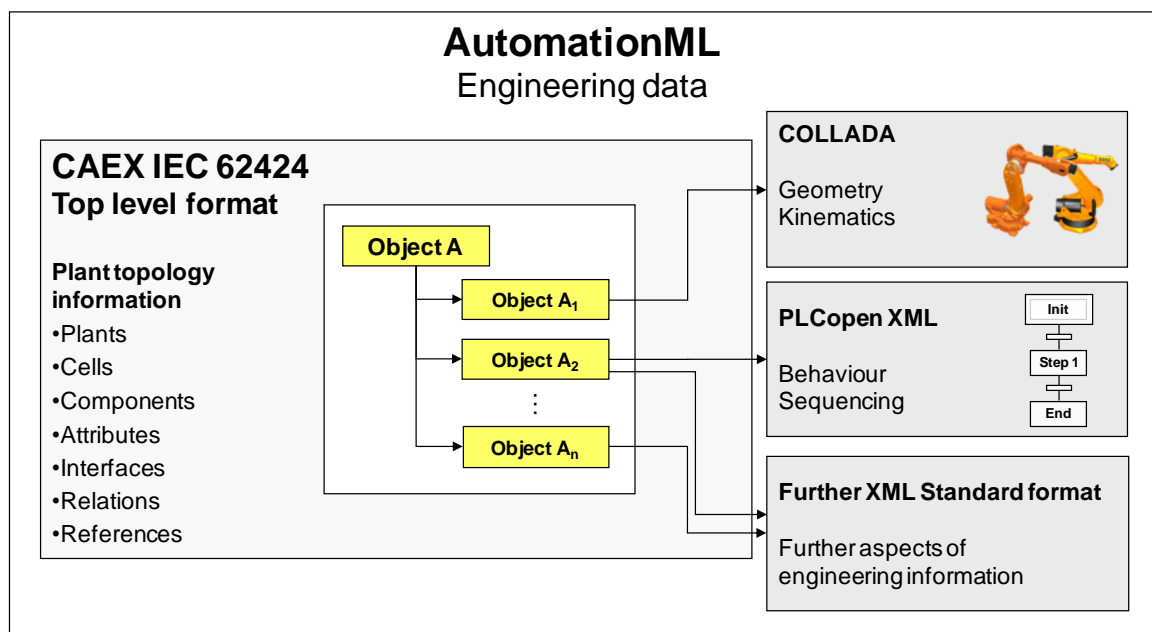 AutomationML
Engineering data
CAEX IEC 62424
Top level format
Plant topology
information
•Plants
•Cells
•Components
•Attributes
•Interfaces
•Relations
•References
Object A
Object A₁
Object A₂
⋮
Object Aₙ
COLLADA
Geometry
Kinematics
PLCopen XML
Behaviour
Sequencing
Init
Step 1
End
Further XML Standard format
Further aspects of
engineering information